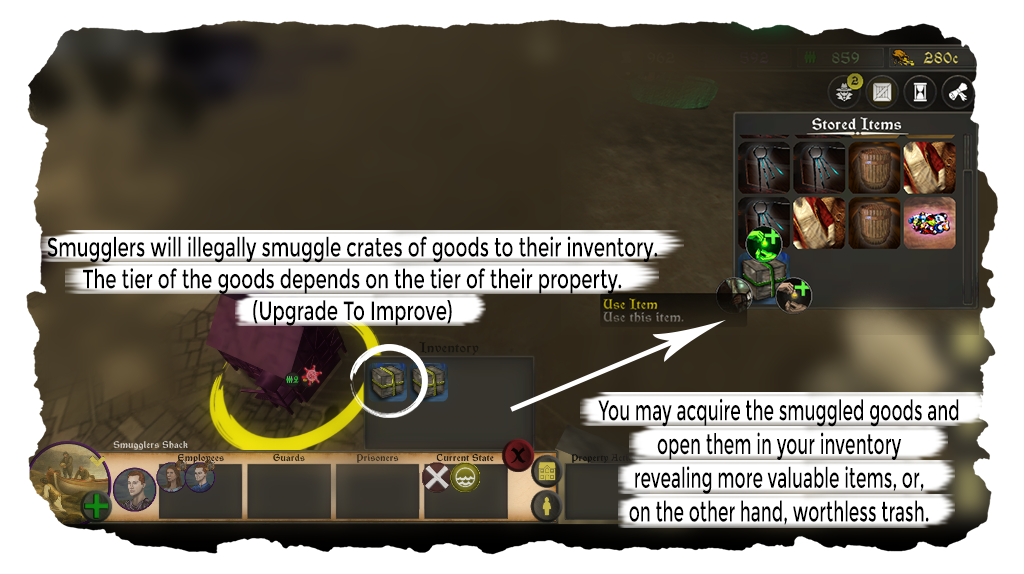 859
280c
2
Stored Items
Smugglers will illegally smuggle crates of goods to their inventory.
The tier of the goods depends on the tier of their property.
(Upgrade To Improve)
Use Item
Use this item.
Inventory
You may acquire the smuggled goods and
open them in your inventory
revealing more valuable items, or,
on the other hand, worthless trash.
Smugglers Shack
Employees
Guards
Prisoners
Current State
X
Property